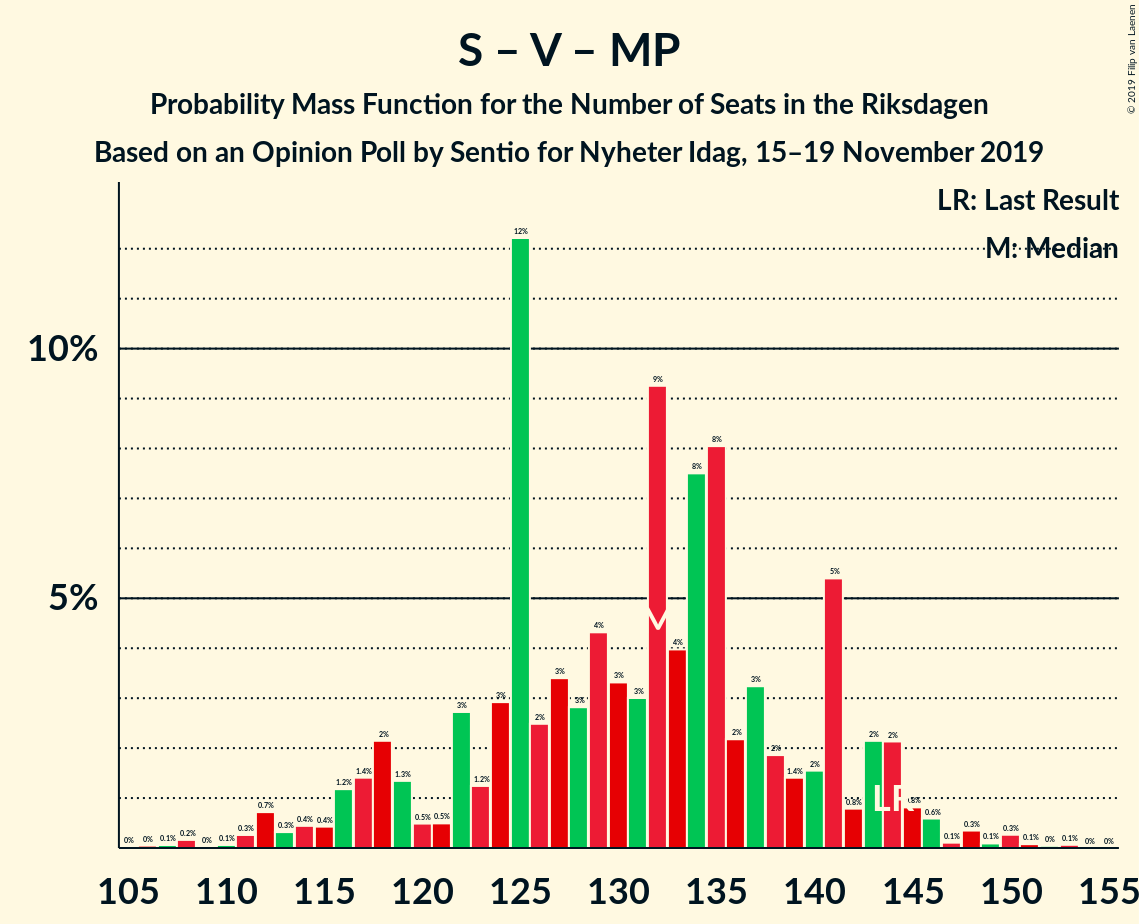 S – V – MP
Probability Mass Function for the Number of Seats in the Riksdagen
Based on an Opinion Poll by Sentio for Nyheter Idag, 15–19 November 2019
© 2019 Filip van Laenen
LR: Last Result
M: Median
10%
5%
0% 0% 0.1% 0.2% 0% 0.1% 0.3% 0.7% 0.3% 0.4% 0.4% 1.2% 1.4% 2% 1.3% 0.5% 0.5% 3% 1.2% 3% 12% 2% 3% 3% 4% 3% 3% 9% 4% 8% 8% 2% 3% 2% 1.4% 2% 5% 0.8% 2% 2% 0.8% 0.6% 0.1% 0.3% 0.1% 0.3% 0.1% 0% 0.1% 0% 0%
M
LR
105 110 115 120 125 130 135 140 145 150 155